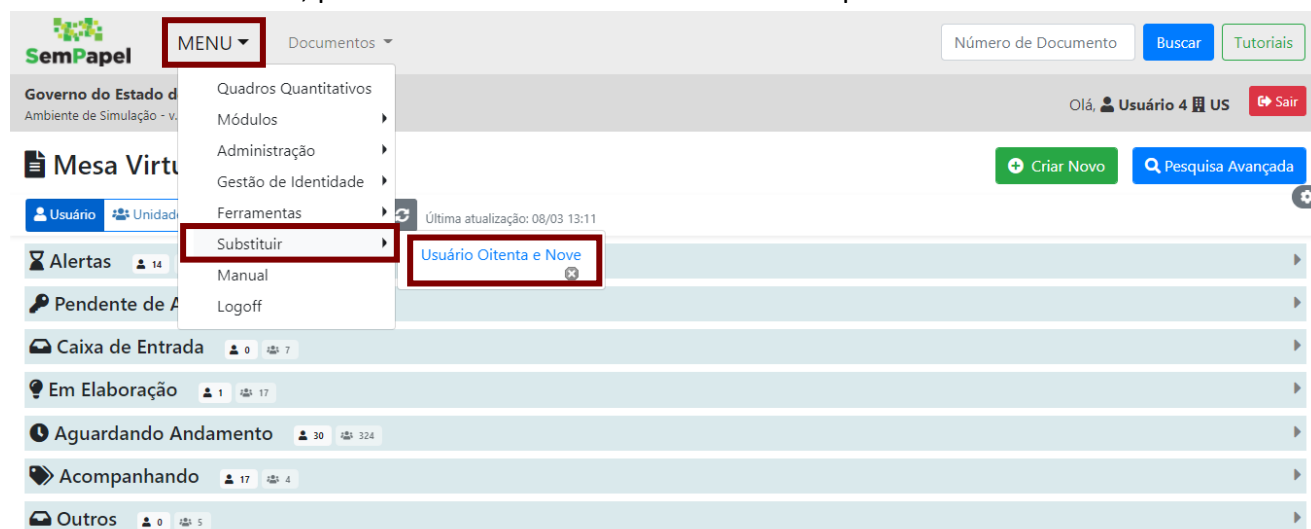 SemPapel
MENU
Documentos
Número de Documento
Buscar
Tutoriais
Governo do Estado d
Ambiente de Simulação - v.
Olá, Usuário 4 US
Sair
Quadros Quantitativos
Módulos
Administração
Gestão de Identidade
Ferramentas
Substituir
Manual
Logoff
Usuário Oitenta e Nove
Mesa Virtu
Criar Novo
Pesquisa Avançada
Usuário
Unidad
Última atualização: 08/03 13:11
Alertas 14
Pendente de A
Caixa de Entrada 0 7
Em Elaboração 1 17
Aguardando Andamento 30 324
Acompanhando 17 4
Outros 0 5